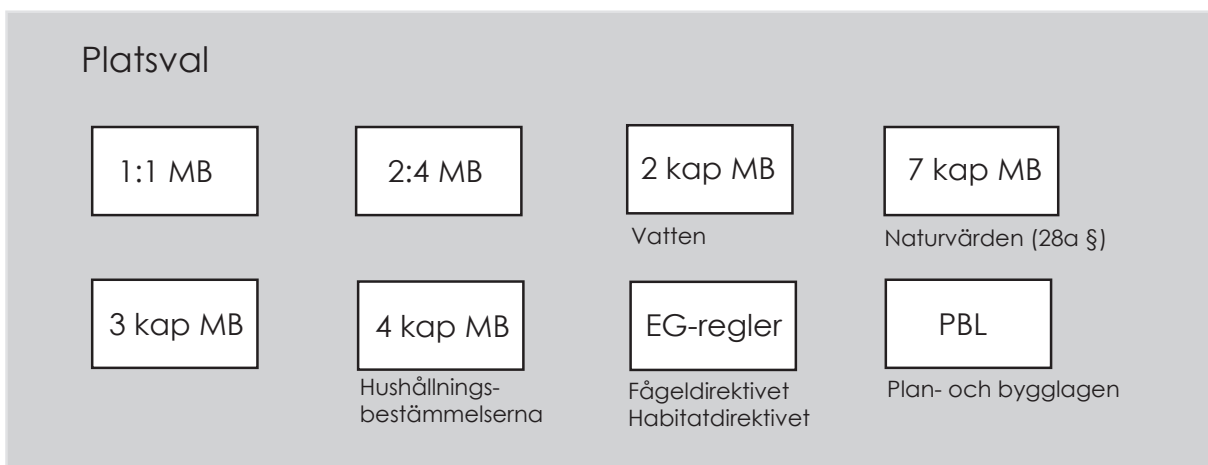 Platsval
1:1 MB
2:4 MB
2 kap MB
Vatten
7 kap MB
Naturvärden (28a §)
3 kap MB
4 kap MB
Hushållnings-
bestämmelserna
EG-regler
Fågeldirektivet
Habitatdirektivet
PBL
Plan- och bygglagen